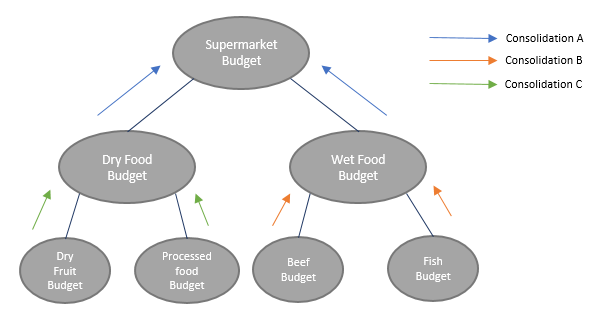 Supermarket
Budget
Consolidation A
Consolidation B
Consolidation C
Dry Food
Budget
Wet Food
Budget
Dry
Fruit
Budget
Processed
food
Budget
Beef
Budget
Fish
Budget